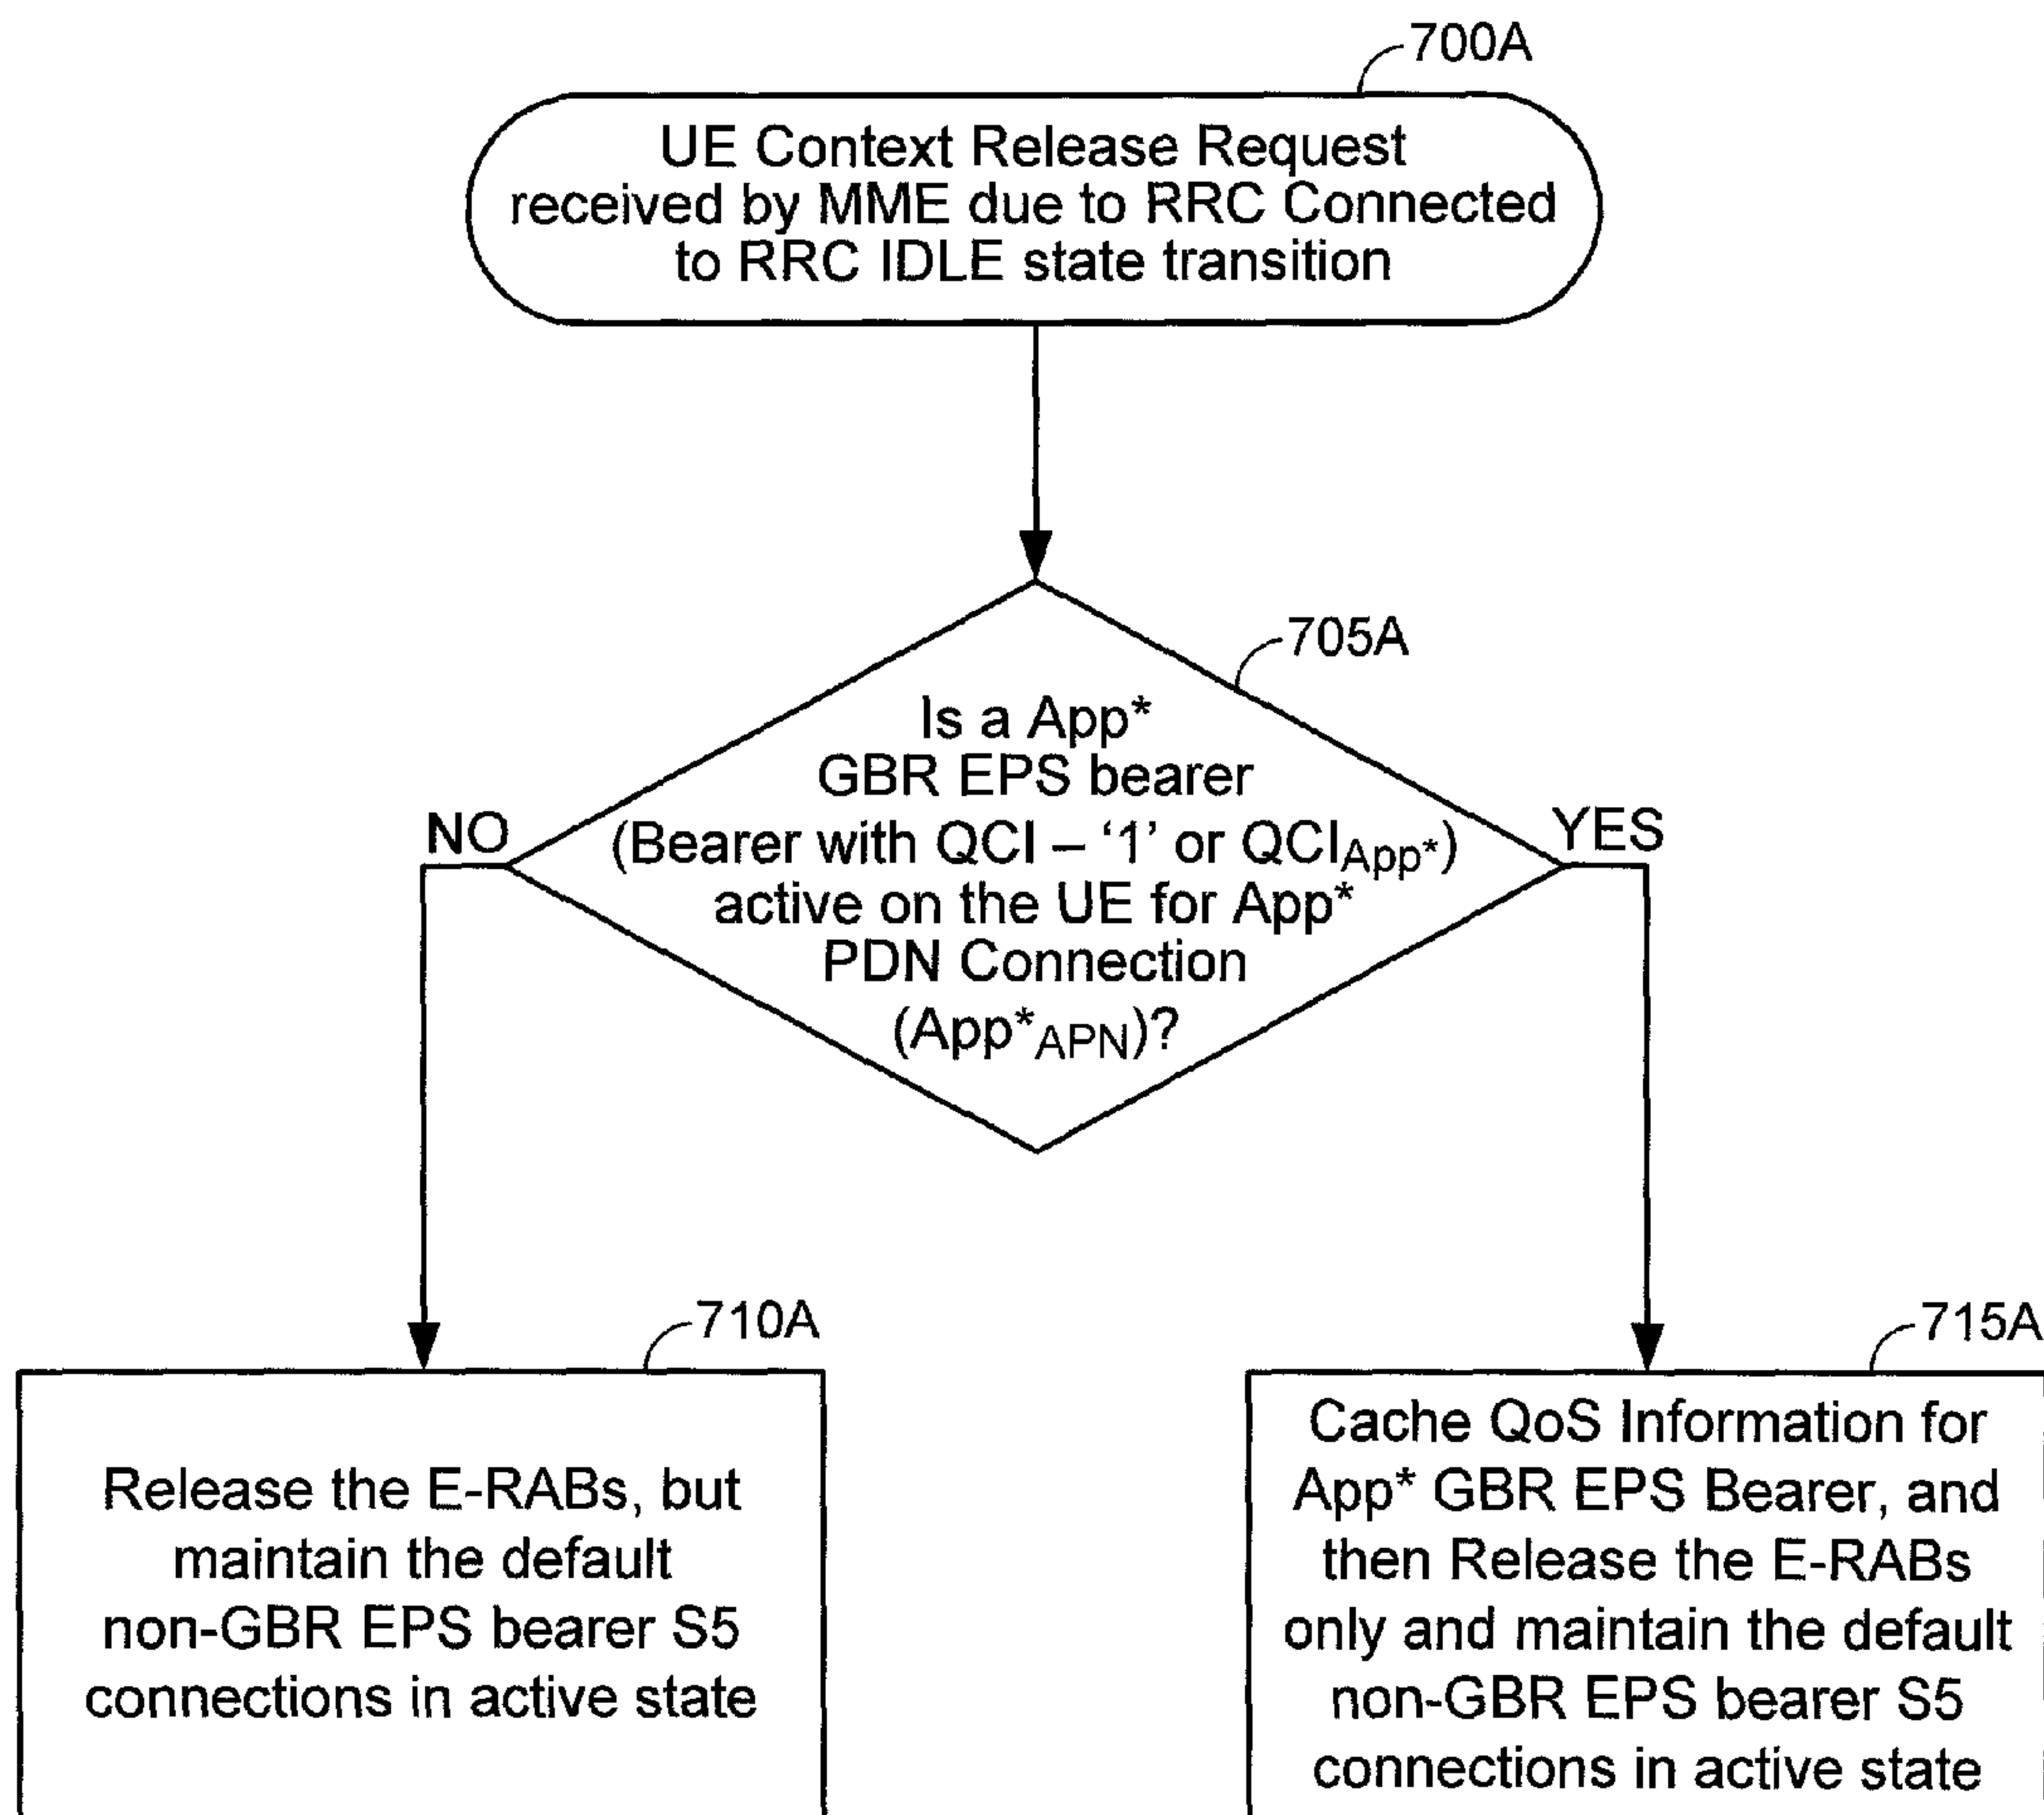 700A
UE Context Release Request
received by MME due to RRC Connected
to RRC IDLE state transition
705A
Is a App*
GBR EPS bearer
(Bearer with QCI – ‘1’ or QCIApp*)
active on the UE for App*
PDN Connection
(App*APN)?
NO
YES
710A
Release the E-RABs, but
maintain the default
non-GBR EPS bearer S5
connections in active state
715A
Cache QoS Information for
App* GBR EPS Bearer, and
then Release the E-RABs
only and maintain the default
non-GBR EPS bearer S5
connections in active state